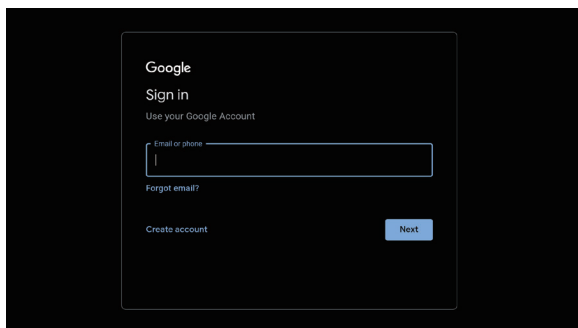 Google
Sign in
Use your Google Account
Email or phone
Forgot email?
Create account
Next